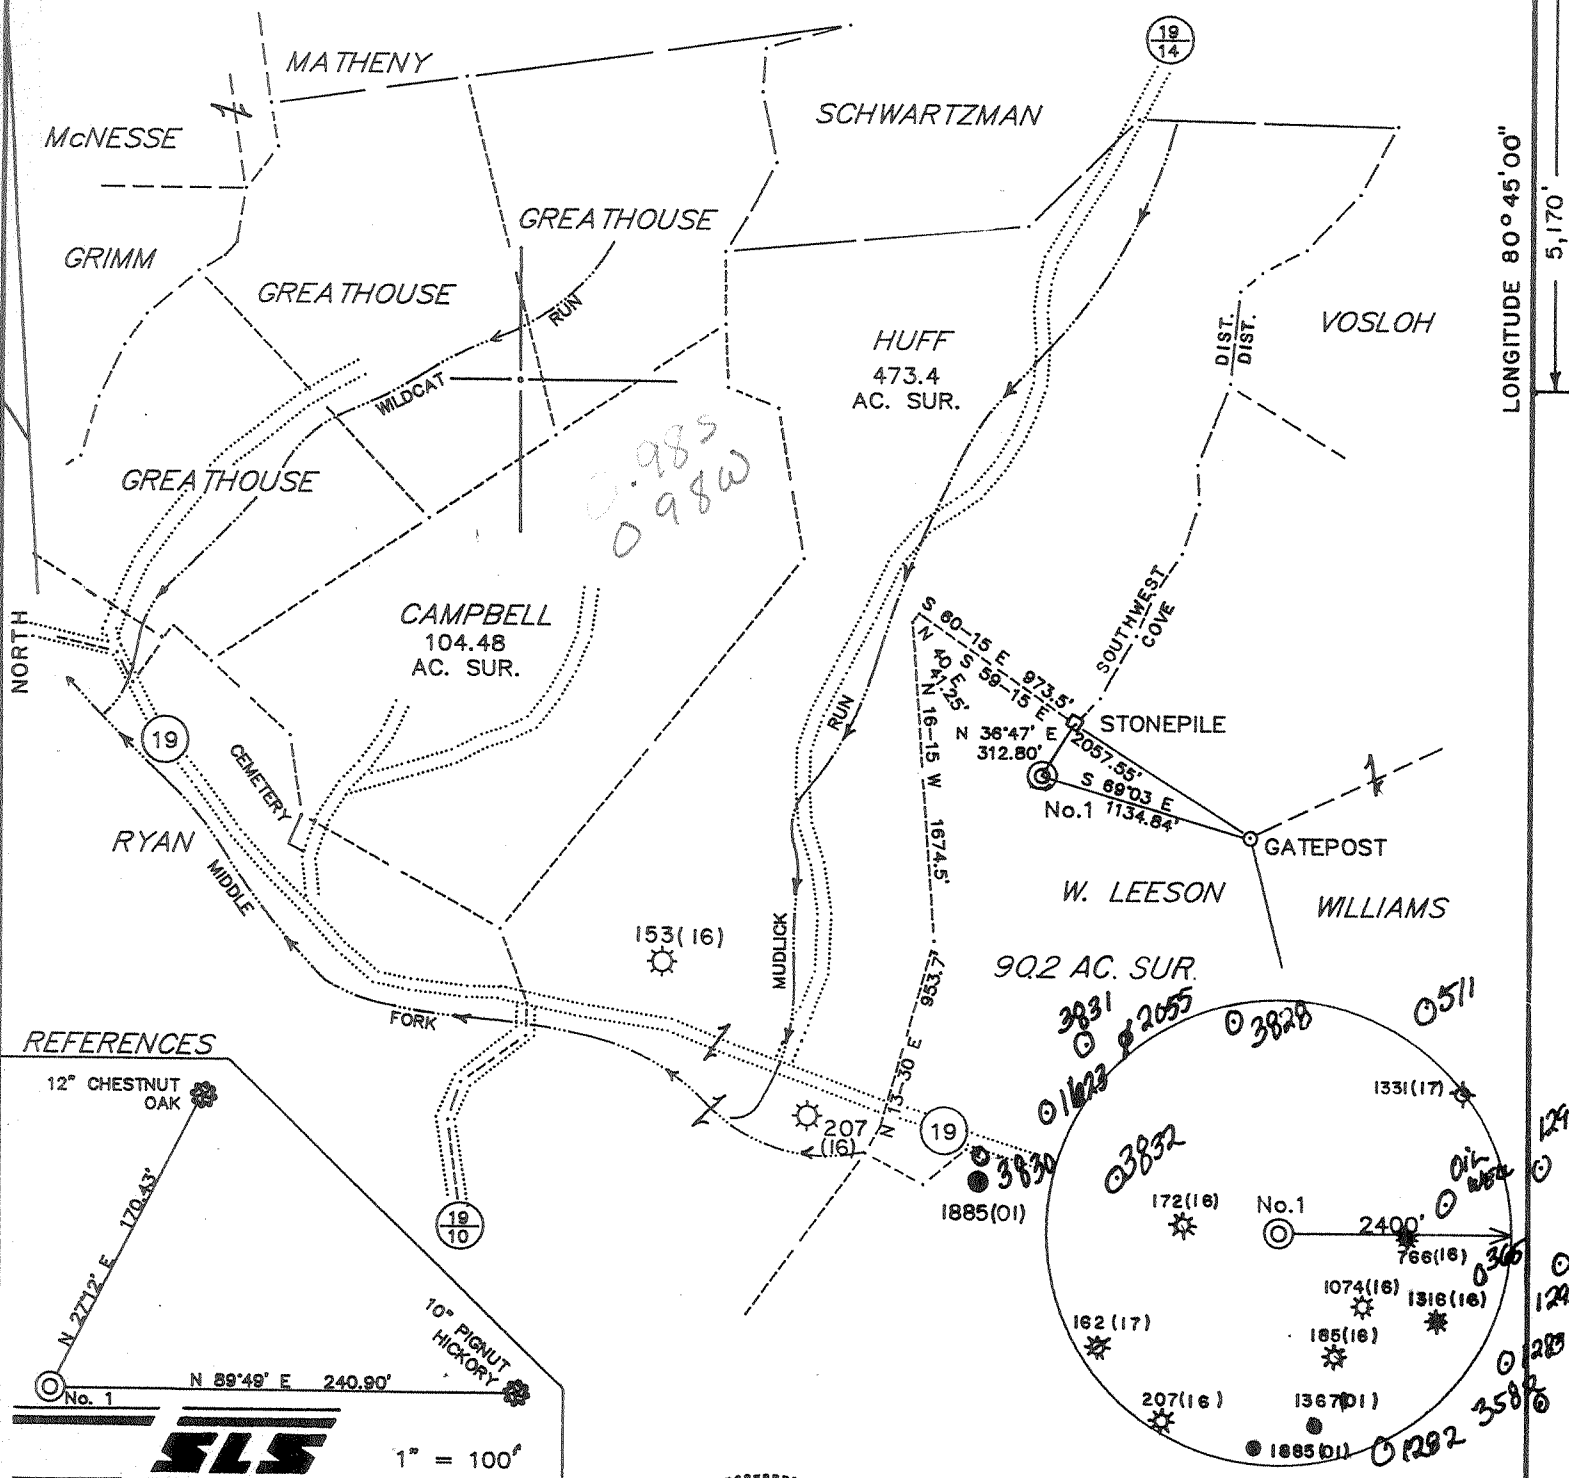 19
14
MATHENY
McNESSE
SCHWARTZMAN
GREATHOUSE
GRIMM
GREATHOUSE
RUN
WILDCAT
HUFF
473.4
AC. SUR.
DIST.
DIST.
VOSLOH
LONGITUDE 80° 45' 00"
5,170'
GREATHOUSE
.98S
0 98W
NORTH
CAMPBELL
104.48
AC. SUR.
19
CEMETERY
RYAN
MIDDLE
FORK
RUN
MUDLICK
SOUTHWEST
COVE
S 60-15 E 973.5'
N 40 E
41.25'
S 59-15 E
2057.55'
N 16-15 W 1674.5'
N 36°47' E
312.80'
STONEPILE
S 69°03 E
1134.84'
No.1
GATEPOST
W. LEESON
WILLIAMS
902 AC. SUR.
153(16)
N 13-30 E 953.7'
207
(16)
19
3830
1885(01)
19
10
3831
2055
3828
511
1623
1331(17)
3832
129
OIL
WELL
172(16)
No.1
2400'
766(16)
365
1074(16)
1316(16)
129
162(17)
185(16)
1283
207(16)
1367(01)
358
1885(01)
1282
REFERENCES
12" CHESTNUT
OAK
N 27°12' E 170.43'
10" PIGNUT
HICKORY
N 89°49' E 240.90'
No. 1
SLS
1" = 100'